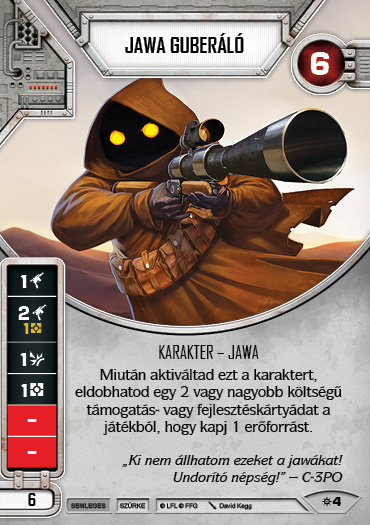 JAWA GUBERÁLÓ
6
1
2
1
1
1
–
–
KARAKTER – JAWA
Miután aktiváltad ezt a karaktert,
eldobhatod egy 2 vagy nagyobb költségű
támogatás- vagy fejlesztéskártyádat a
játékból, hogy kapj 1 erőforrást.
„Ki nem állhatom ezeket a jawákat!
Undorító népség!” – C-3PO
6
SEMLEGES SZÜRKE © LFL © FFG David Kegg 4